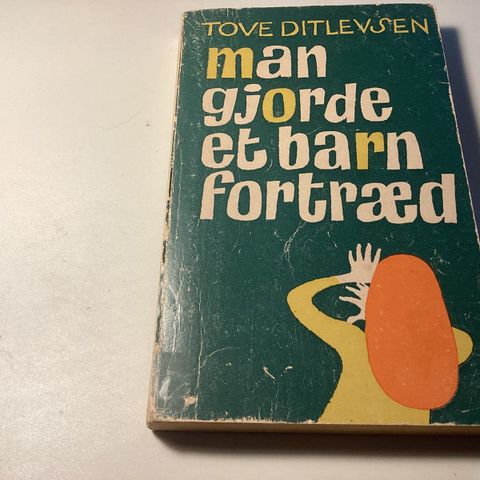 TOVE DITLEVSEN
man
gjorde
et barn
fortræd